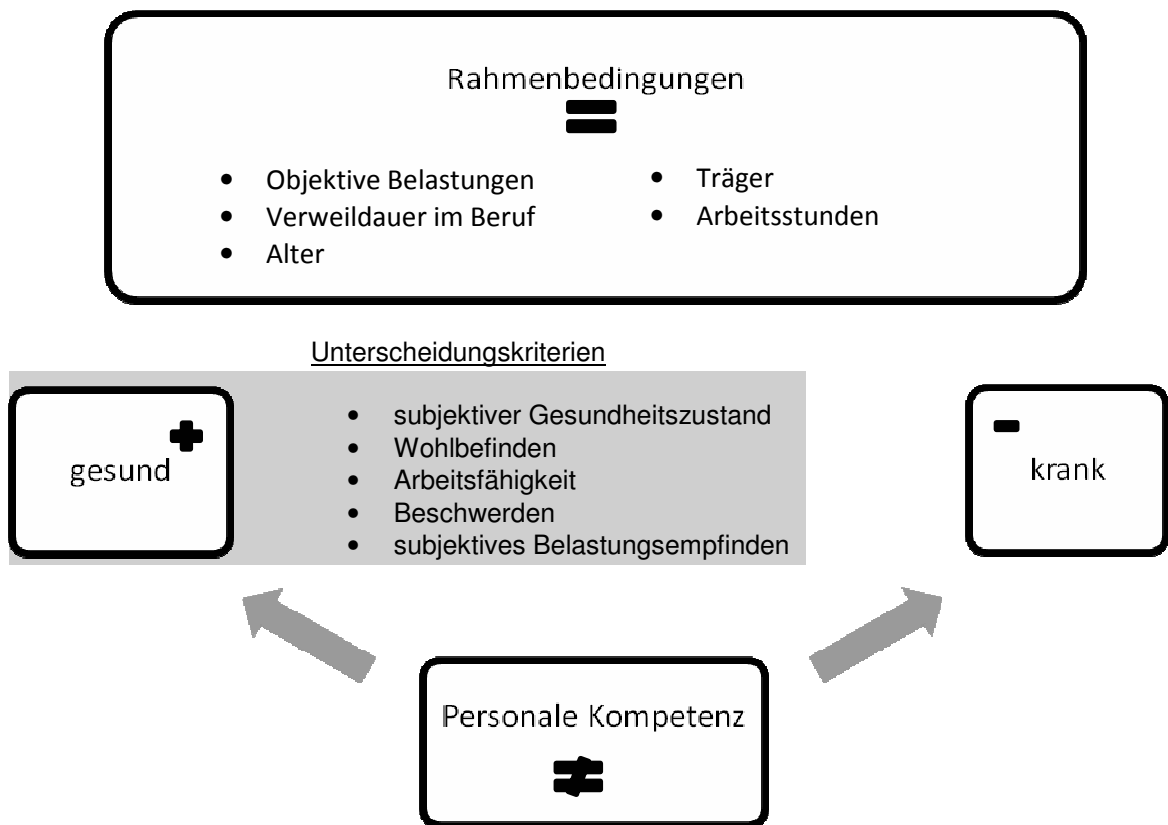 Rahmenbedingungen
=
• Objektive Belastungen
• Verweildauer im Beruf
• Alter
• Träger
• Arbeitsstunden
Unterscheidungskriterien
+
gesund
• subjektiver Gesundheitszustand
• Wohlbefinden
• Arbeitsfähigkeit
• Beschwerden
• subjektives Belastungsempfinden
-
krank
Personale Kompetenz
≠